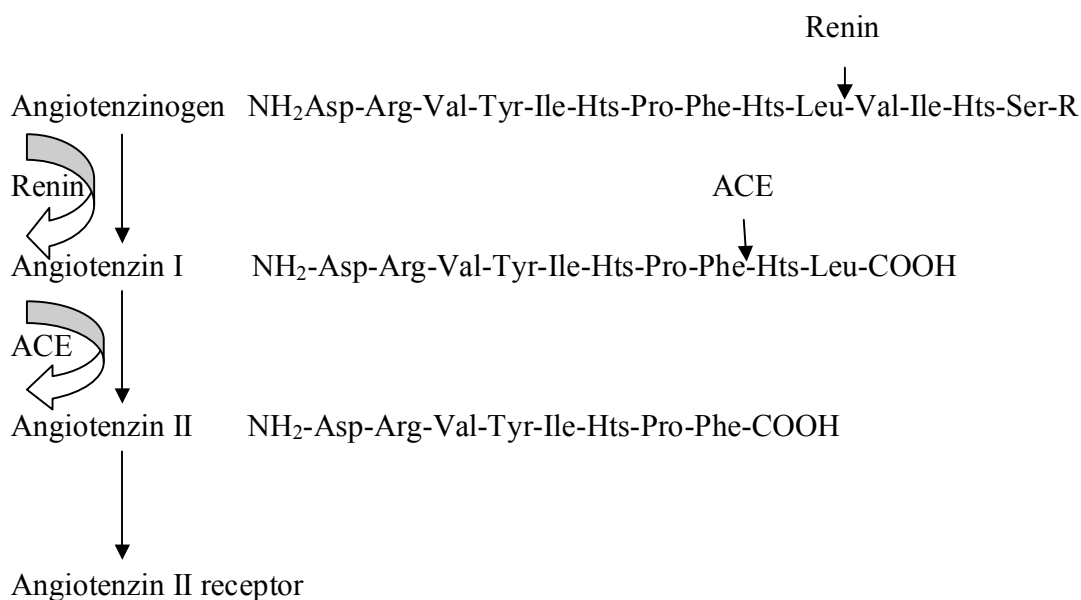 Renin
Angiotenzinogen NH₂Asp-Arg-Val-Tyr-Ile-Hts-Pro-Phe-Hts-Leu-Val-Ile-Hts-Ser-R
Renin
ACE
Angiotenzin I NH₂-Asp-Arg-Val-Tyr-Ile-Hts-Pro-Phe-Hts-Leu-COOH
ACE
Angiotenzin II NH₂-Asp-Arg-Val-Tyr-Ile-Hts-Pro-Phe-COOH
Angiotenzin II receptor